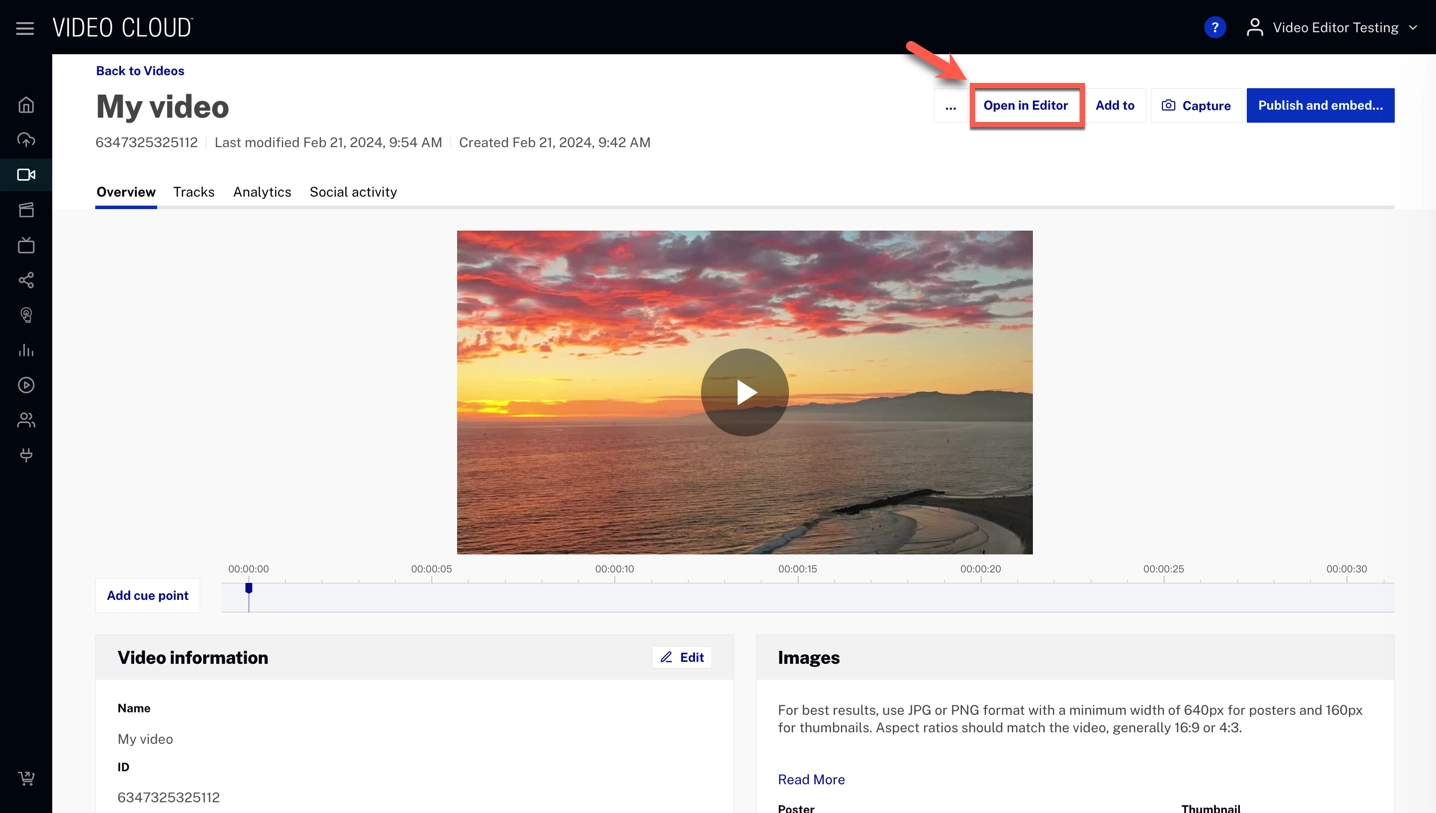 VIDEO CLOUD™
?
Video Editor Testing
Back to Videos
My video
... Open in Editor Add to Capture Publish and embed...
6347325325112 Last modified Feb 21, 2024, 9:54 AM Created Feb 21, 2024, 9:42 AM
Overview Tracks Analytics Social activity
00:00:00 00:00:05 00:00:10 00:00:15 00:00:20 00:00:25 00:00:30
Add cue point
Video information
Edit
Name
My video
ID
6347325325112
Images
For best results, use JPG or PNG format with a minimum width of 640px for posters and 160px
for thumbnails. Aspect ratios should match the video, generally 16:9 or 4:3.
Read More
Poster Thumbnail